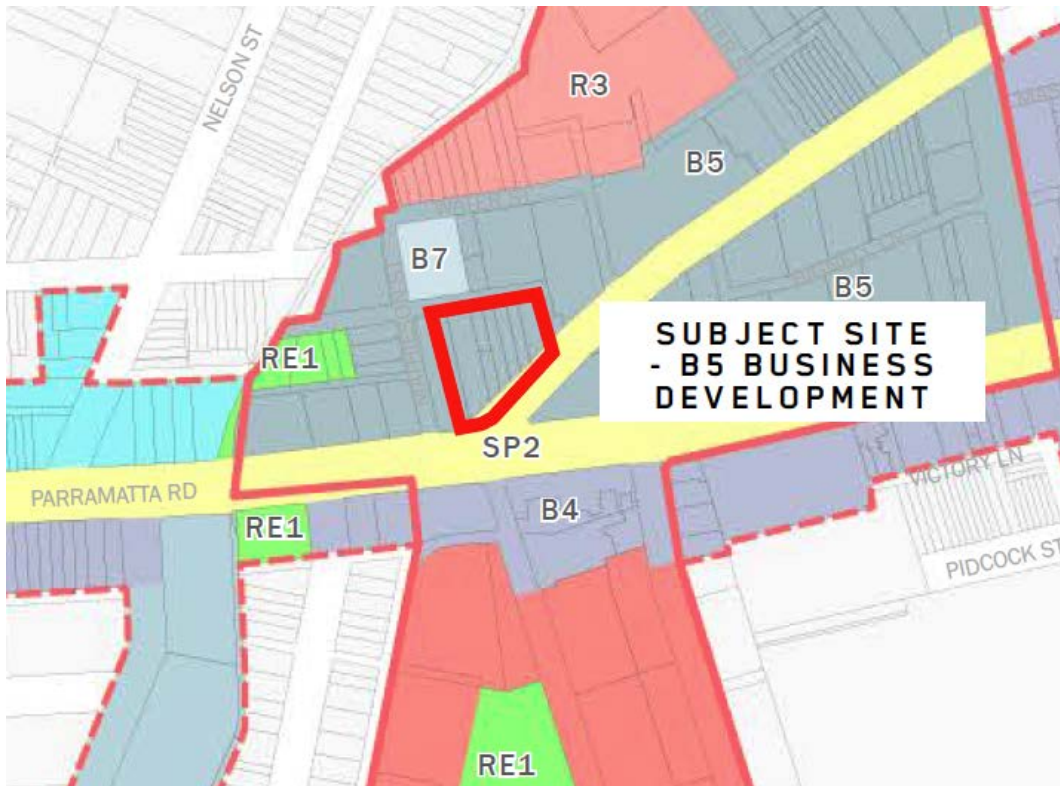 NELSON ST
R3
B5
B7
B5
SUBJECT SITE
- B5 BUSINESS
DEVELOPMENT
RE1
SP2
PARRAMATTA RD
RE1
B4
VICTORY LN
PIDCOCK ST
RE1